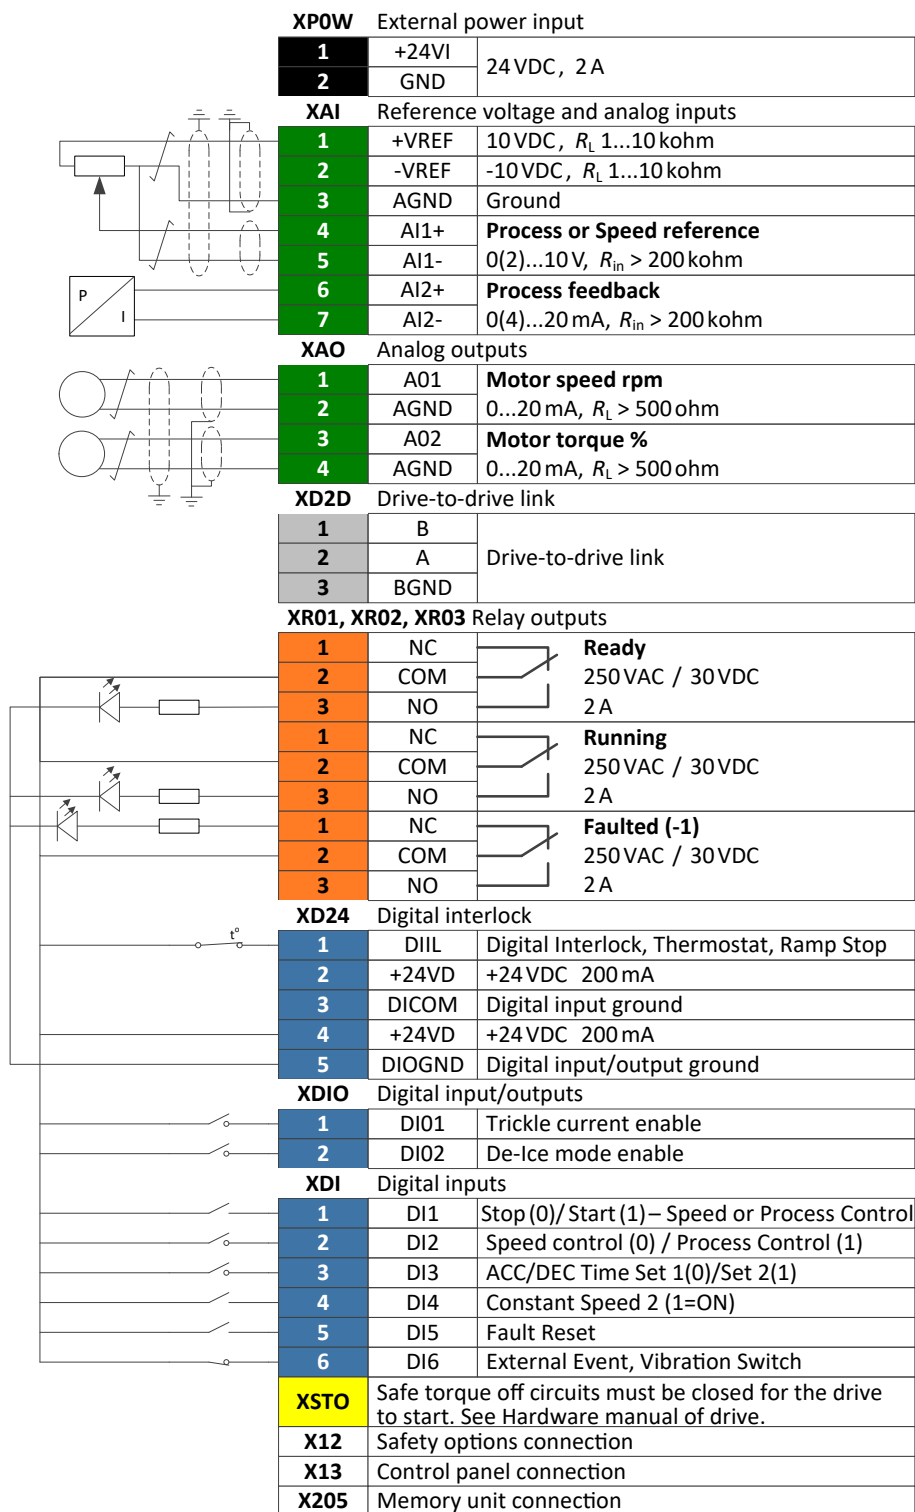 XP0W External power input
1 +24VI 24 VDC, 2 A
2 GND
XAI Reference voltage and analog inputs
1 +VREF 10 VDC, RL 1...10 kohm
2 -VREF -10 VDC, RL 1...10 kohm
3 AGND Ground
4 AI1+ Process or Speed reference
5 AI1- 0(2)...10 V, Rin > 200 kohm
P
I
6 AI2+ Process feedback
7 AI2- 0(4)...20 mA, Rin > 200 kohm
XAO Analog outputs
1 A01 Motor speed rpm
2 AGND 0...20 mA, RL > 500 ohm
3 A02 Motor torque %
4 AGND 0...20 mA, RL > 500 ohm
XD2D Drive-to-drive link
1 B
2 A Drive-to-drive link
3 BGND
XR01, XR02, XR03 Relay outputs
1 NC Ready
2 COM 250 VAC / 30 VDC
3 NO 2 A
1 NC Running
2 COM 250 VAC / 30 VDC
3 NO 2 A
1 NC Faulted (-1)
2 COM 250 VAC / 30 VDC
3 NO 2 A
XD24 Digital interlock
t° 1 DIIL Digital Interlock, Thermostat, Ramp Stop
2 +24VD +24 VDC 200 mA
3 DICOM Digital input ground
4 +24VD +24 VDC 200 mA
5 DIOGND Digital input/output ground
XDIO Digital input/outputs
1 DI01 Trickle current enable
2 DI02 De-Ice mode enable
XDI Digital inputs
1 DI1 Stop (0)/ Start (1) – Speed or Process Control
2 DI2 Speed control (0) / Process Control (1)
3 DI3 ACC/DEC Time Set 1(0)/Set 2(1)
4 DI4 Constant Speed 2 (1=ON)
5 DI5 Fault Reset
6 DI6 External Event, Vibration Switch
XSTO Safe torque off circuits must be closed for the drive
to start. See Hardware manual of drive.
X12 Safety options connection
X13 Control panel connection
X205 Memory unit connection